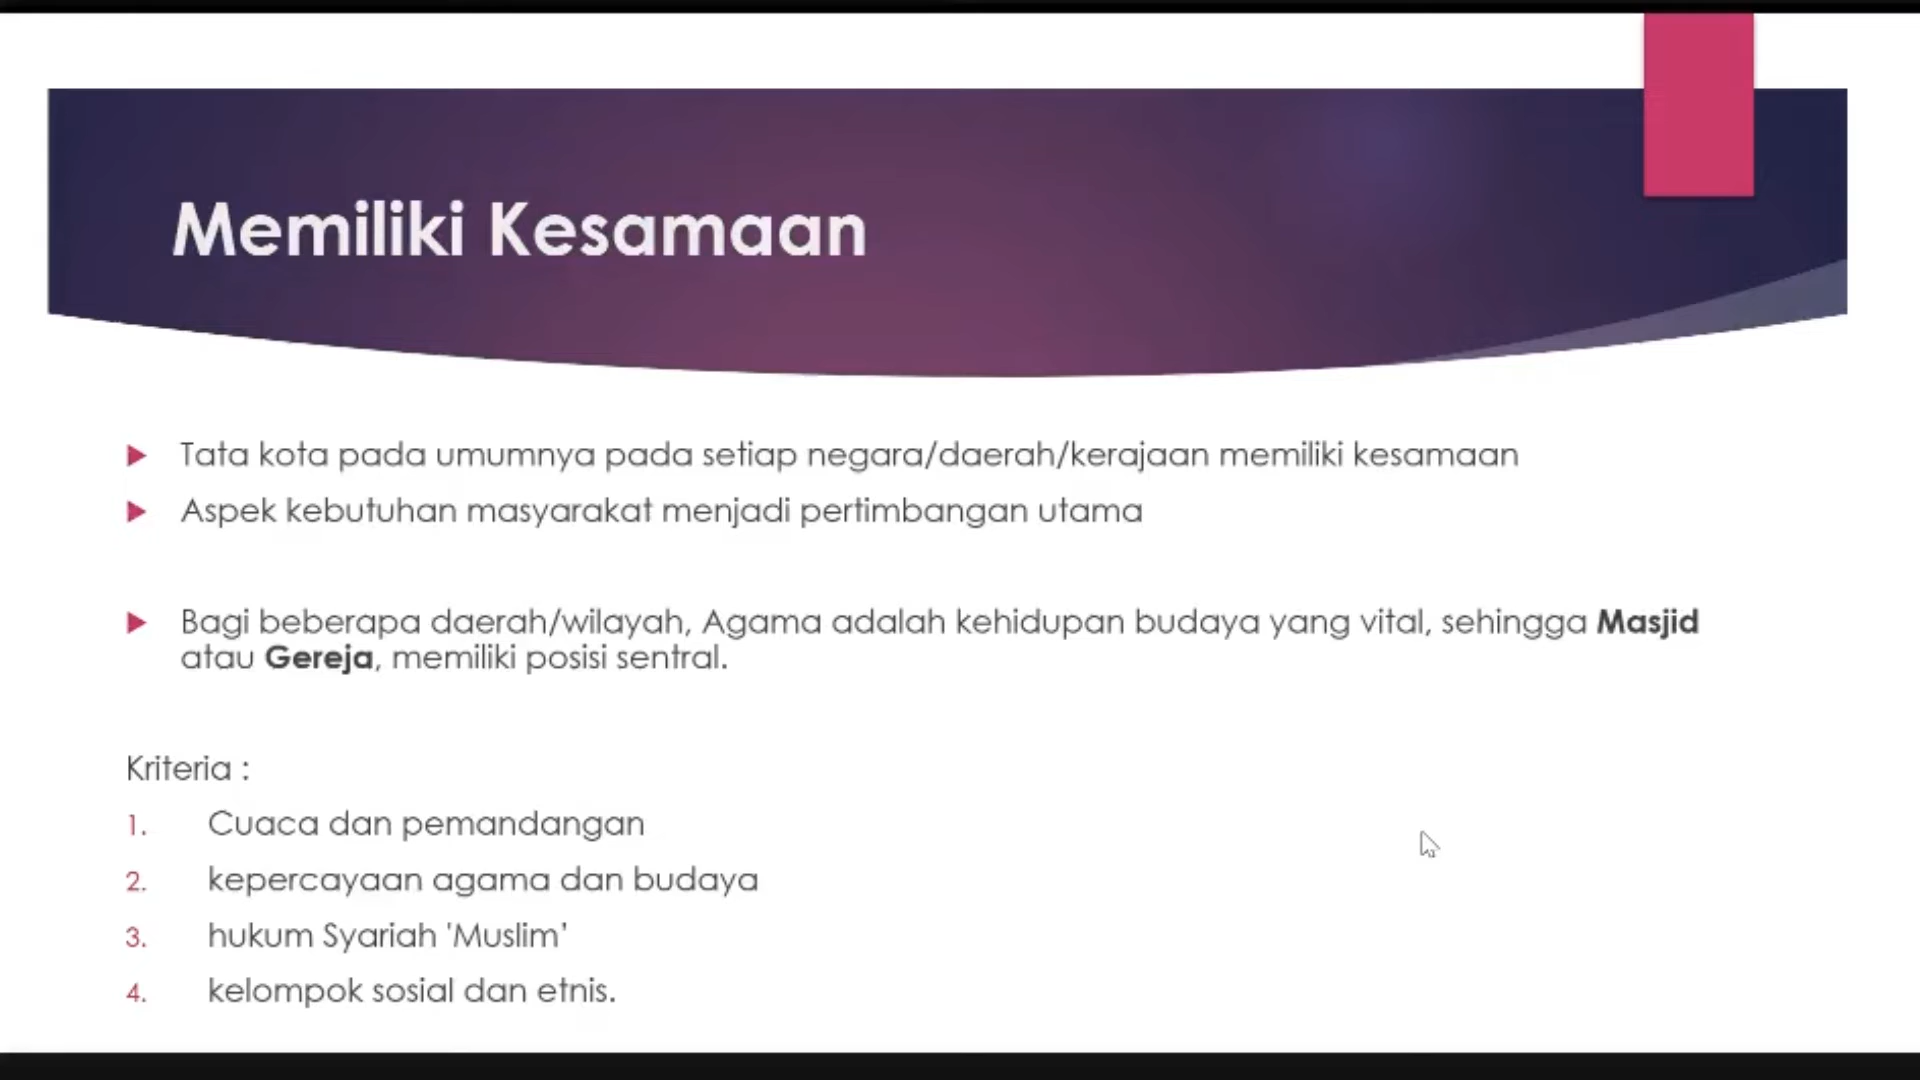 Memiliki Kesamaan
Tata kota pada umumnya pada setiap negara/daerah/kerajaan memiliki kesamaan
Aspek kebutuhan masyarakat menjadi pertimbangan utama
Bagi beberapa daerah/wilayah, Agama adalah kehidupan budaya yang vital, sehingga Masjid
atau Gereja, memiliki posisi sentral.
Kriteria :
1. Cuaca dan pemandangan
2. kepercayaan agama dan budaya
3. hukum Syariah 'Muslim’
4. kelompok sosial dan etnis.